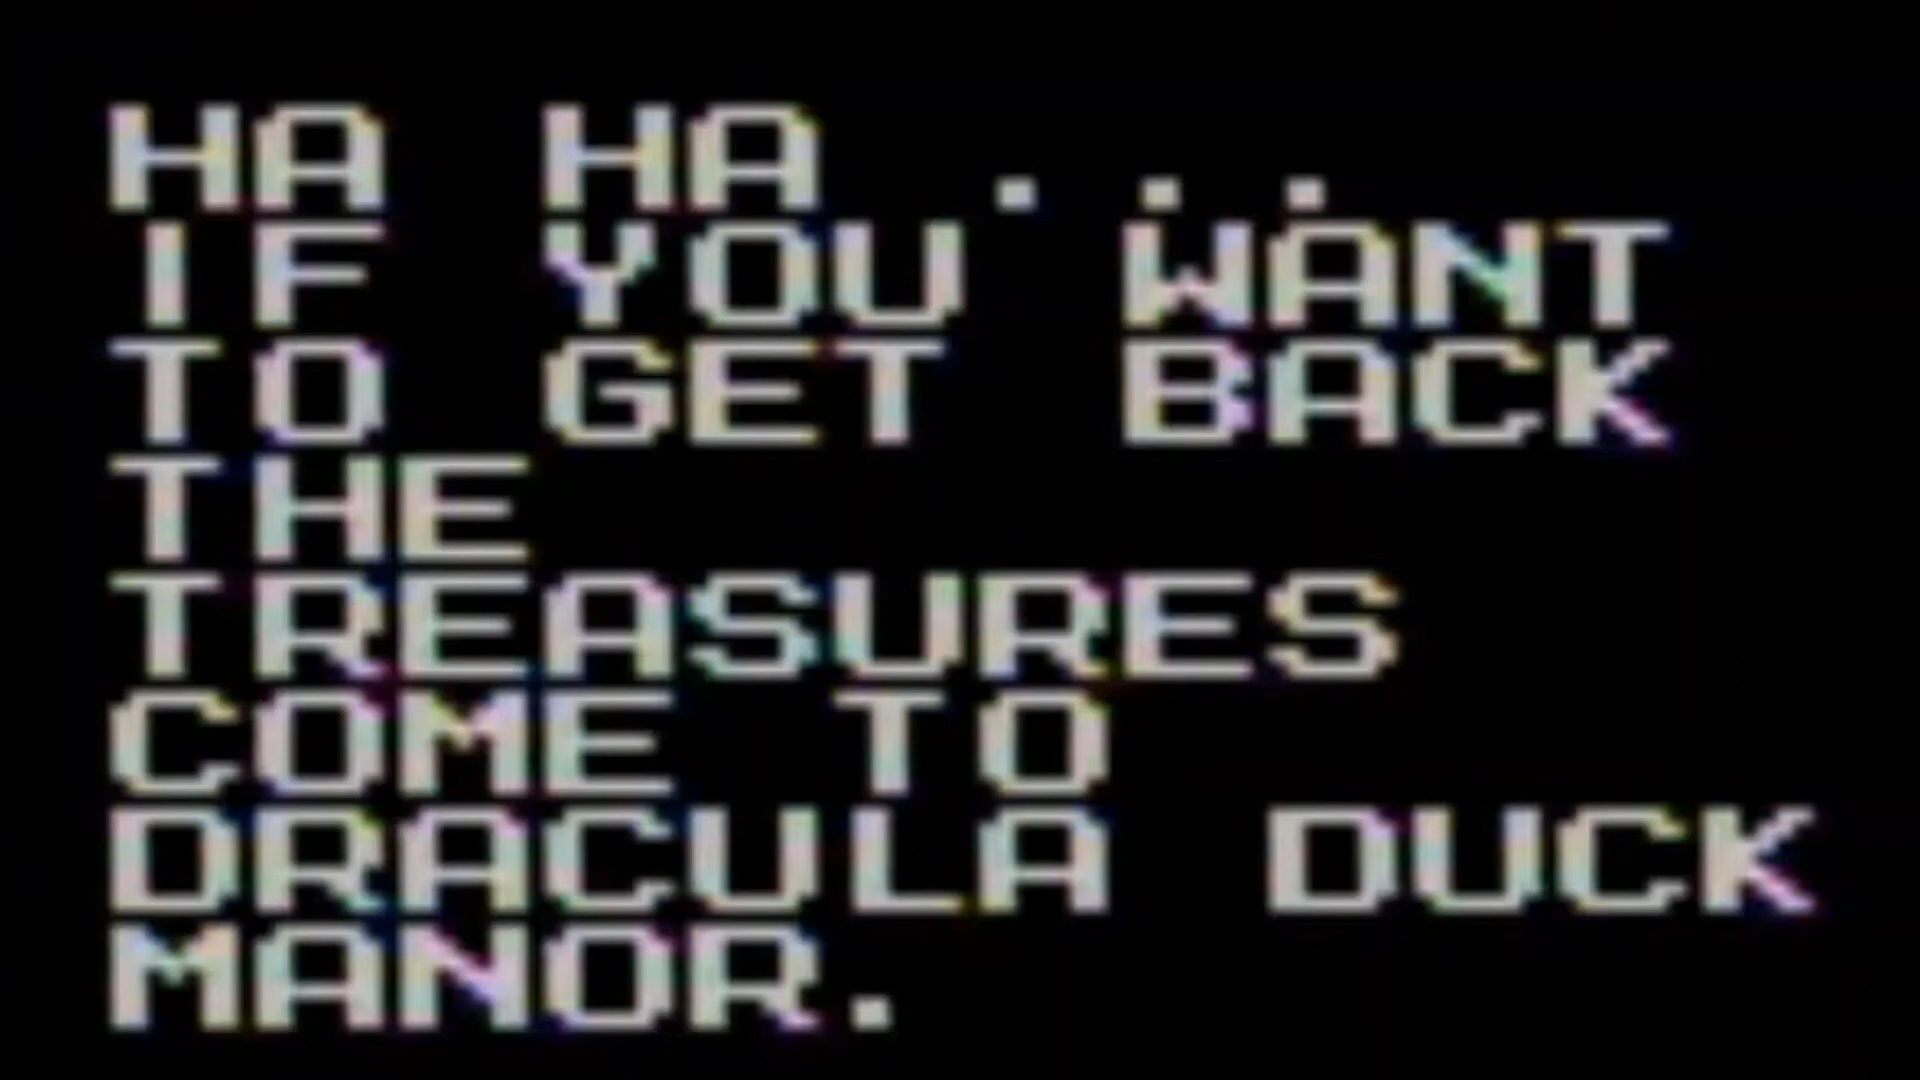 HA HA ...
IF YOU WANT
TO GET BACK
THE
TREASURES
COME TO
DRACULA DUCK
MANOR.